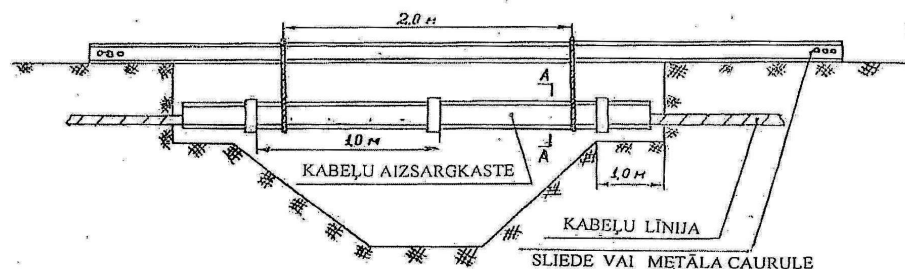 2,0 м
A
1,0 м
A
KABEĻU AIZSARGKASTE
1,0 м
KABEĻU LĪNIJA
SLIEDE VAI METĀLA CAURULE